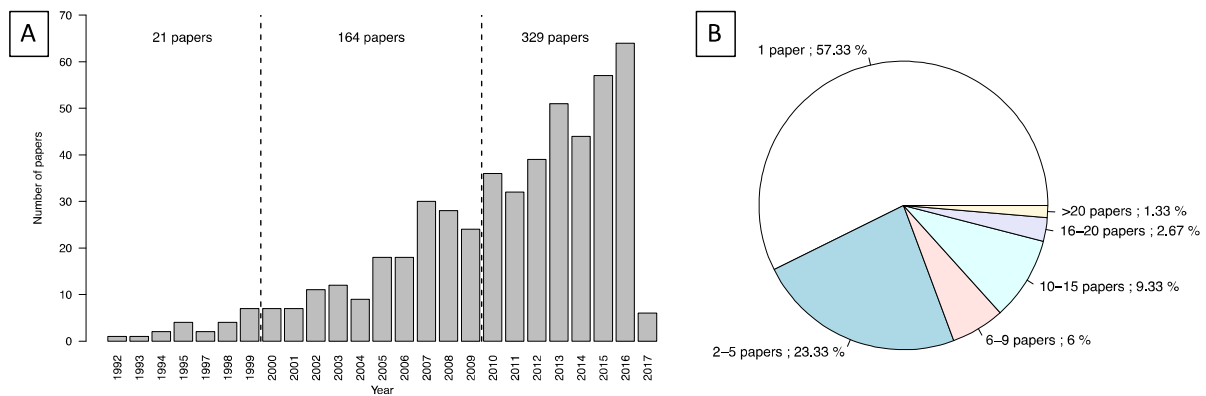 A
21 papers
164 papers
329 papers
Number of papers
70
60
50
40
30
20
10
0
1992
1993
1994
1995
1997
1998
1999
2000
2001
2002
2003
2004
2005
2006
2007
2008
2009
2010
2011
2012
2013
2014
2015
2016
2017
Year
B
1 paper ; 57.33 %
>20 papers ; 1.33 %
16–20 papers ; 2.67 %
10–15 papers ; 9.33 %
6–9 papers ; 6 %
2–5 papers ; 23.33 %